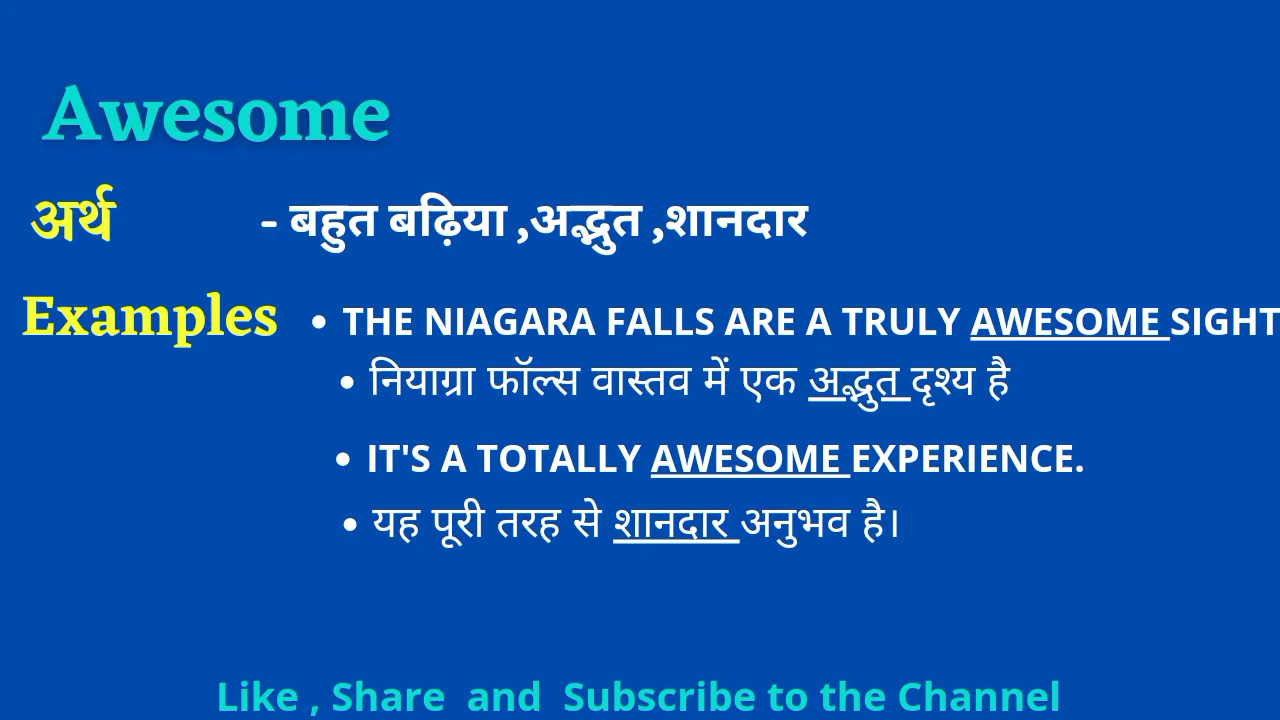 Awesome
अर्थ - बहुत बढ़िया ,अद्भुत ,शानदार
Examples • THE NIAGARA FALLS ARE A TRULY AWESOME SIGHT
• नियाग्रा फॉल्स वास्तव में एक अद्भुत दृश्य है
• IT'S A TOTALLY AWESOME EXPERIENCE.
• यह पूरी तरह से शानदार अनुभव है।
Like , Share and Subscribe to the Channel